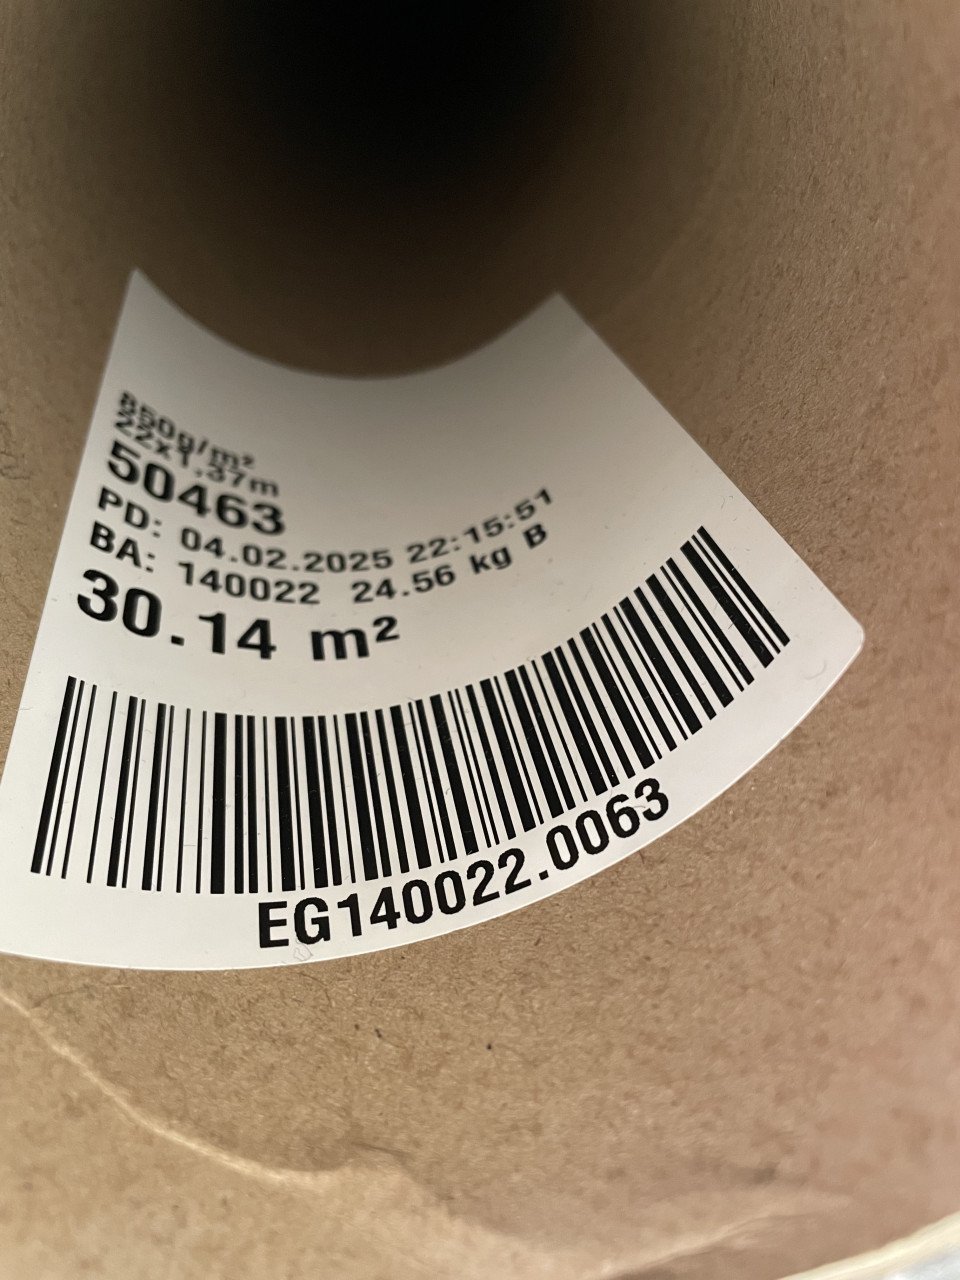 850g/m²
22x1.37m
50463
PD: 04.02.2025 22:15:51
BA: 140022 24.56 kg B
30.14 m²
EG140022.0063